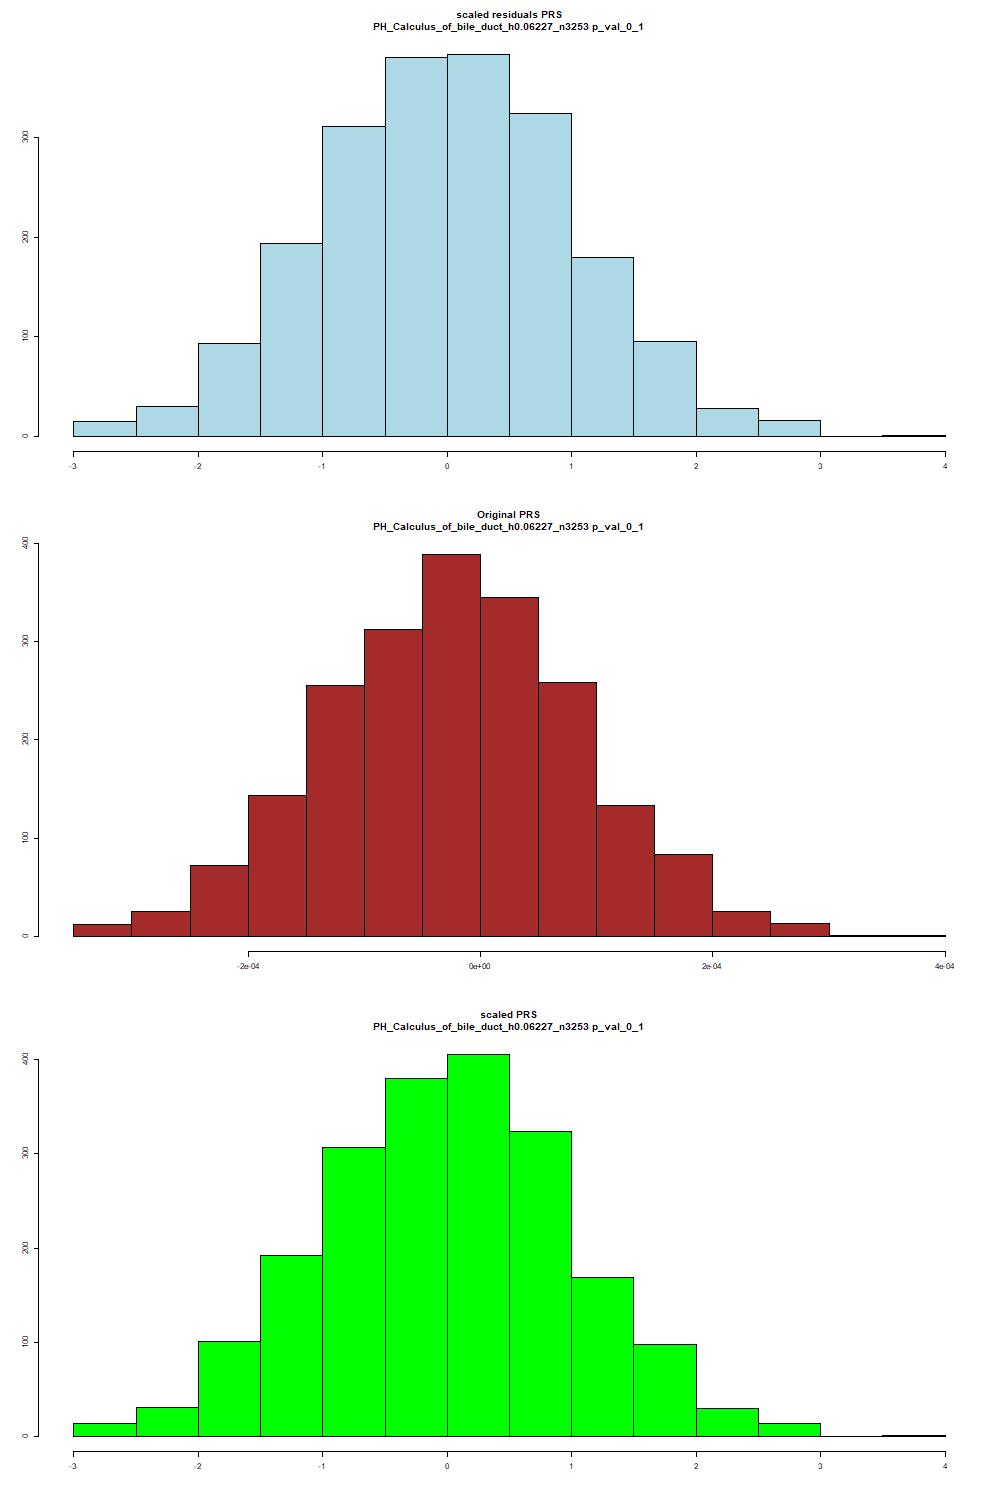 scaled residuals PRS
PH_Calculus_of_bile_duct_h0.06227_n3253 p_val_0_1
300
200
100
0
-3 -2 -1 0 1 2 3 4
Original PRS
PH_Calculus_of_bile_duct_h0.06227_n3253 p_val_0_1
400
300
200
100
0
-2e-04 0e+00 2e-04 4e-04
scaled PRS
PH_Calculus_of_bile_duct_h0.06227_n3253 p_val_0_1
400
300
200
100
0
-3 -2 -1 0 1 2 3 4